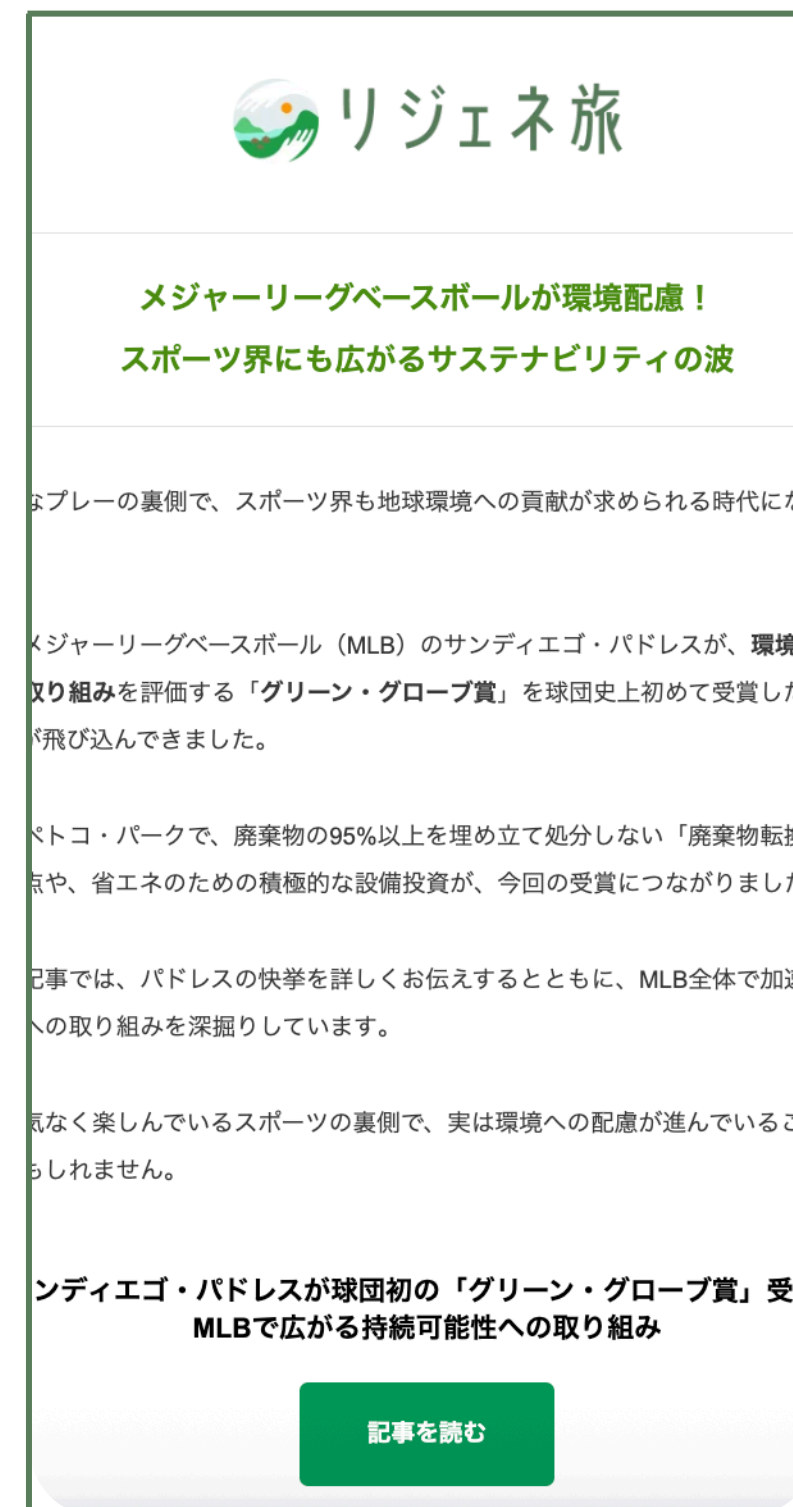 リジェネ旅
メジャーリーグベースボールが環境配慮！
スポーツ界にも広がるサステナビリティの波
なプレーの裏側で、スポーツ界も地球環境への貢献が求められる時代にな
メジャーリーグベースボール（MLB）のサンディエゴ・パドレスが、環境
取り組みを評価する「グリーン・グローブ賞」を球団史上初めて受賞した
が飛び込んできました。
ペトコ・パークで、廃棄物の95%以上を埋め立て処分しない「廃棄物転換
点や、省エネのための積極的な設備投資が、今回の受賞につながりました
記事では、パドレスの快挙を詳しくお伝えするとともに、MLB全体で加速
への取り組みを深掘りしています。
気なく楽しんでいるスポーツの裏側で、実は環境への配慮が進んでいるこ
もしれません。
ンディエゴ・パドレスが球団初の「グリーン・グローブ賞」受
MLBで広がる持続可能性への取り組み
記事を読む